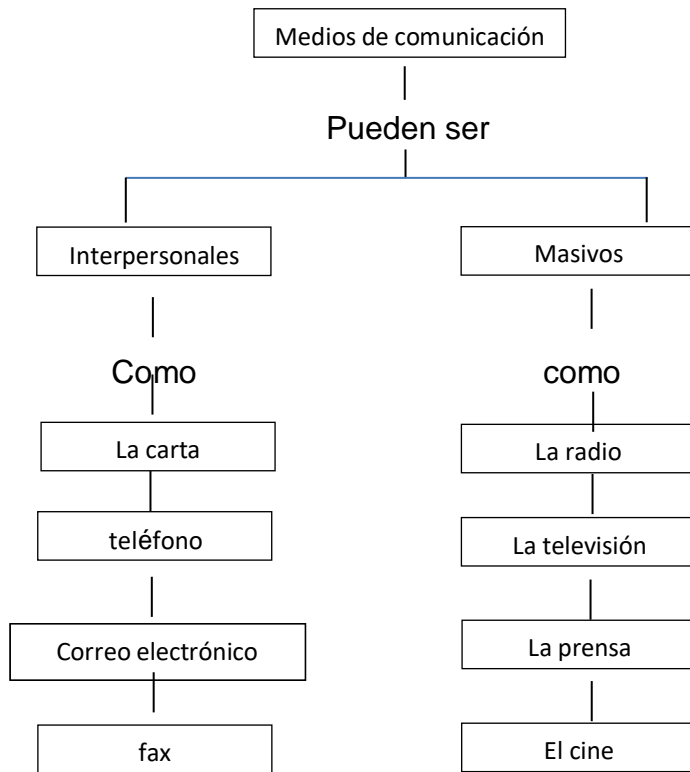 Medios de comunicación
Pueden ser
Interpersonales
Masivos
Como
como
La carta
La radio
teléfono
La televisión
Correo electrónico
La prensa
fax
El cine